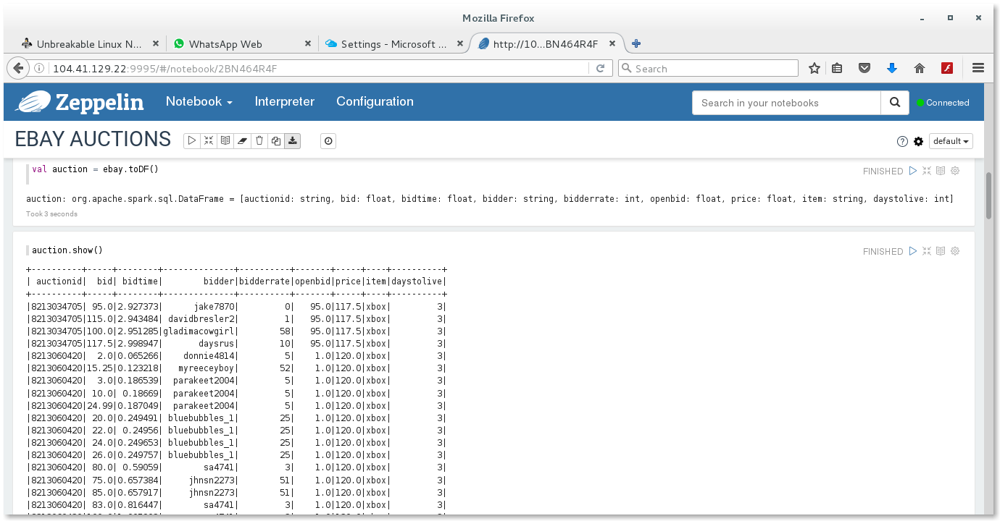 Mozilla Firefox
Unbreakable Linux N... WhatsApp Web Settings - Microsoft ... http://10...BN464R4F
104.41.129.22:9995/#/notebook/2BN464R4F Search
Zeppelin Notebook Interpreter Configuration Search in your notebooks Connected
EBAY AUCTIONS default
val auction = ebay.toDF() FINISHED
auction: org.apache.spark.sql.DataFrame = [auctionid: string, bid: float, bidtime: float, bidder: string, bidderrate: int, openbid: float, price: float, item: string, daystolive: int]
Took 3 seconds
auction.show() FINISHED
+----------+-----+--------+--------------+----------+-------+-----+----+----------+
| auctionid|  bid| bidtime|        bidder|bidderrate|openbid|price|item|daystolive|
+----------+-----+--------+--------------+----------+-------+-----+----+----------+
|8213034705| 95.0|2.927373|      jake7870|         0|   95.0|117.5|xbox|         3|
|8213034705|115.0|2.943484| davidbresler2|         1|   95.0|117.5|xbox|         3|
|8213034705|100.0|2.951285|gladimacowgirl|        58|   95.0|117.5|xbox|         3|
|8213034705|117.5|2.998947|       daysrus|        10|   95.0|117.5|xbox|         3|
|8213060420|  2.0|0.065266|    donnie4814|         5|    1.0|120.0|xbox|         3|
|8213060420|15.25|0.123218|   myreeceyboy|        52|    1.0|120.0|xbox|         3|
|8213060420|  3.0|0.186539|  parakeet2004|         5|    1.0|120.0|xbox|         3|
|8213060420| 10.0| 0.18669|  parakeet2004|         5|    1.0|120.0|xbox|         3|
|8213060420|24.99|0.187049|  parakeet2004|         5|    1.0|120.0|xbox|         3|
|8213060420| 20.0|0.249491| bluebubbles_1|        25|    1.0|120.0|xbox|         3|
|8213060420| 22.0| 0.24956| bluebubbles_1|        25|    1.0|120.0|xbox|         3|
|8213060420| 24.0|0.249653| bluebubbles_1|        25|    1.0|120.0|xbox|         3|
|8213060420| 26.0|0.249757| bluebubbles_1|        25|    1.0|120.0|xbox|         3|
|8213060420| 80.0| 0.59059|        sa4741|         3|    1.0|120.0|xbox|         3|
|8213060420| 75.0|0.657384|     jhnsn2273|        51|    1.0|120.0|xbox|         3|
|8213060420| 85.0|0.657917|     jhnsn2273|        51|    1.0|120.0|xbox|         3|
|8213060420| 83.0|0.816447|        sa4741|         3|    1.0|120.0|xbox|         3|